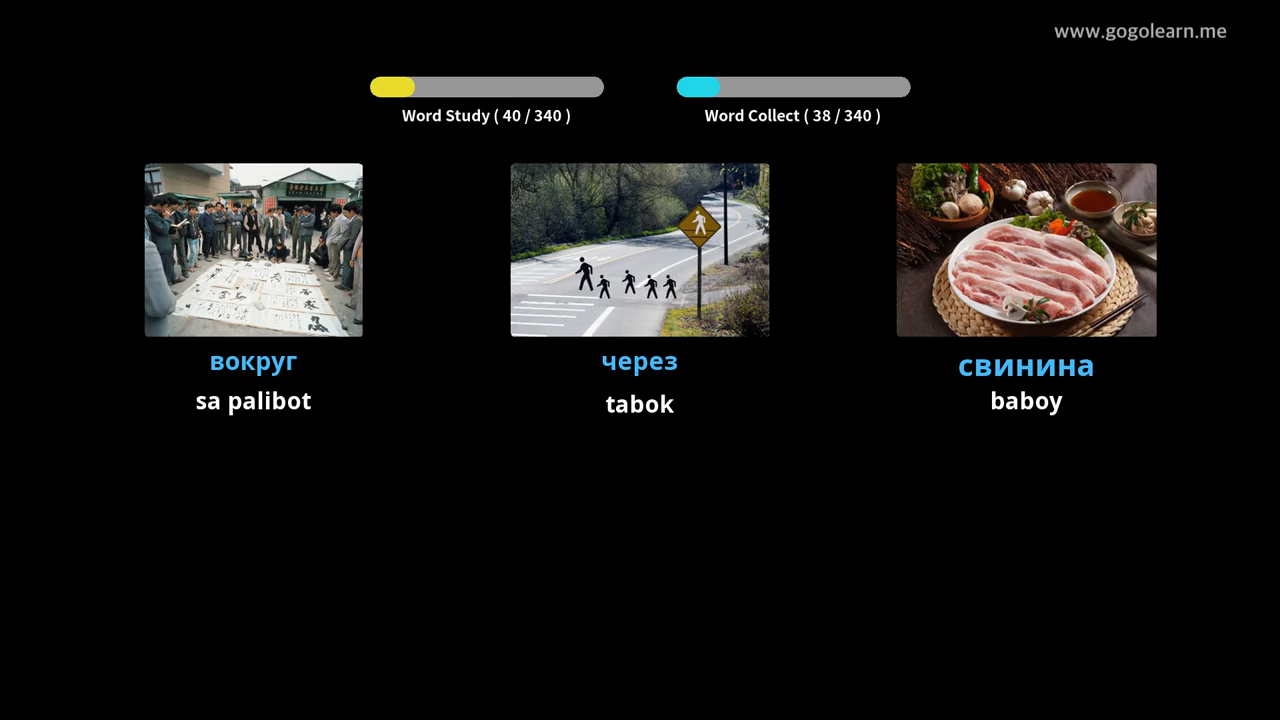 www.gogolearn.me
Word Study ( 40 / 340 )
Word Collect ( 38 / 340 )
вокруг
через
свинина
sa palibot
tabok
baboy